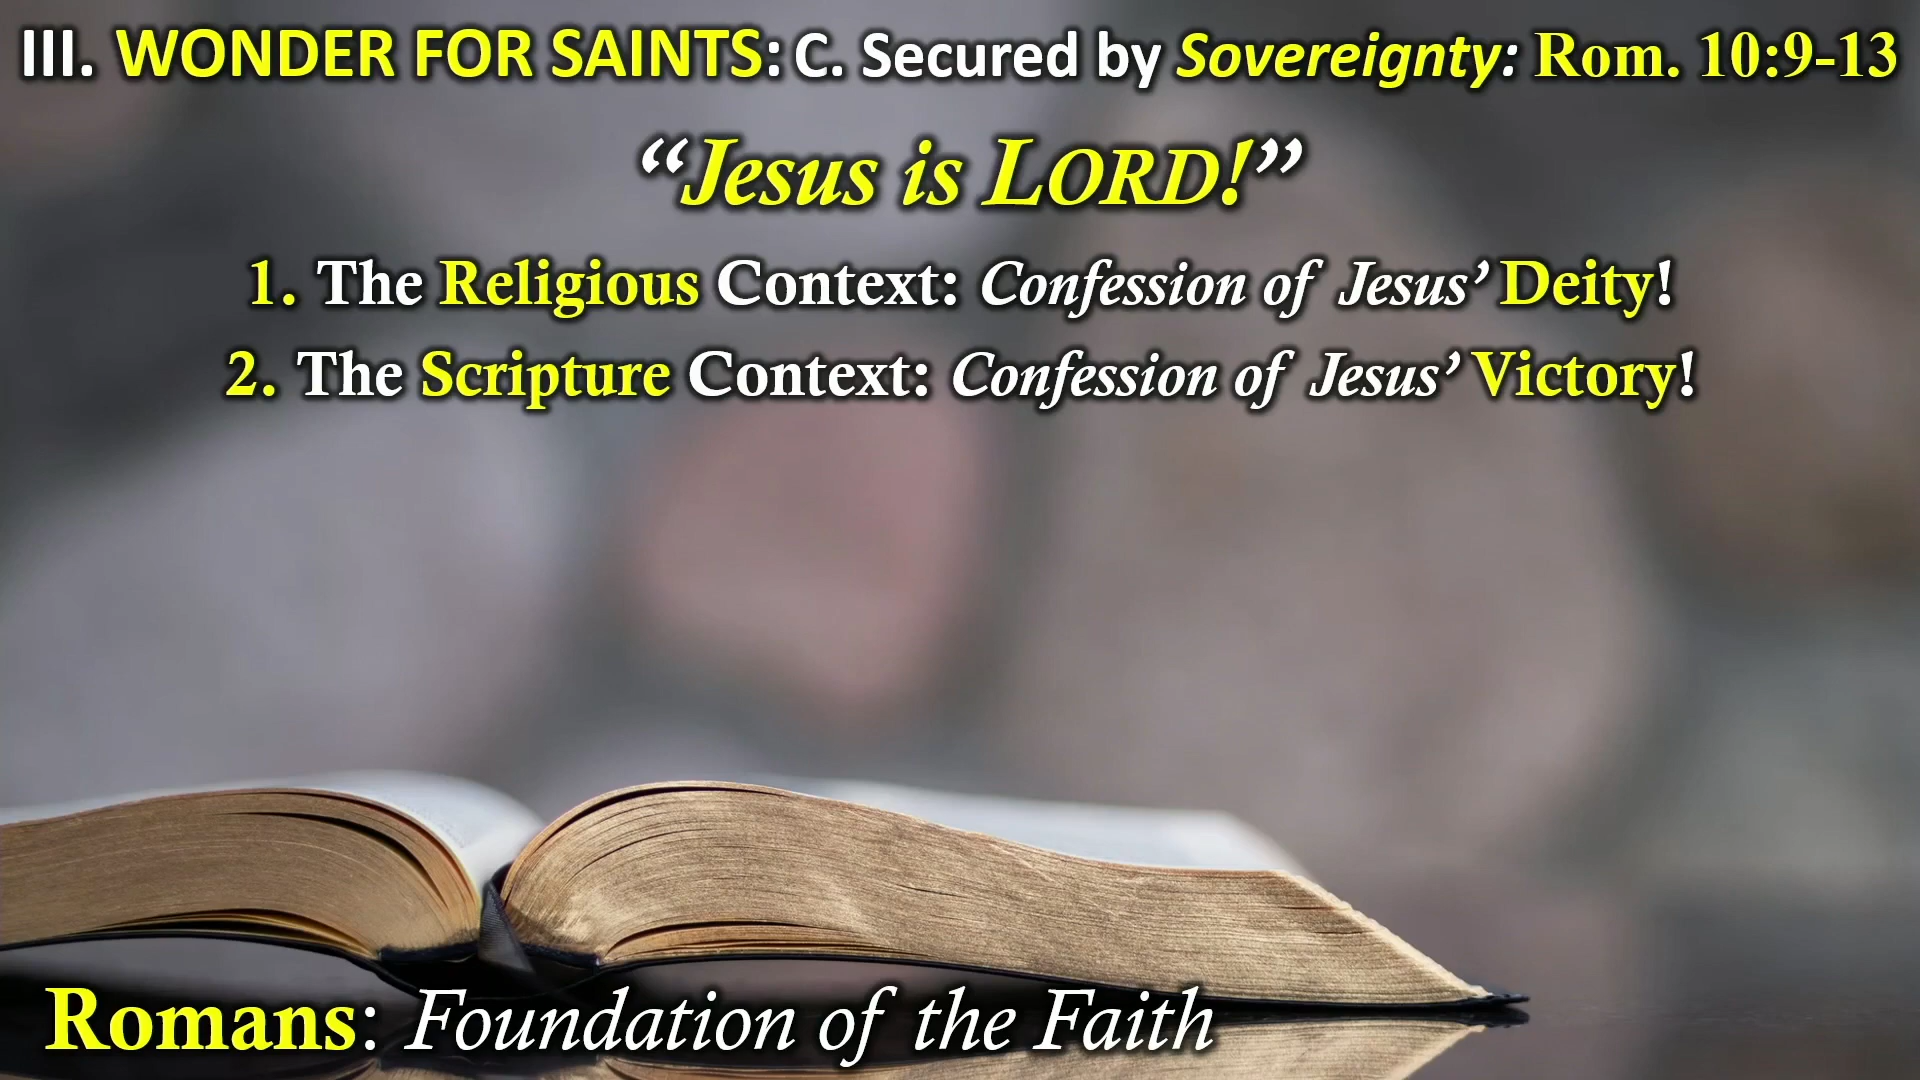 III. WONDER FOR SAINTS: C. Secured by Sovereignty: Rom. 10:9-13
“Jesus is LORD!”
1. The Religious Context: Confession of Jesus’ Deity!
2. The Scripture Context: Confession of Jesus’ Victory!
Romans: Foundation of the Faith